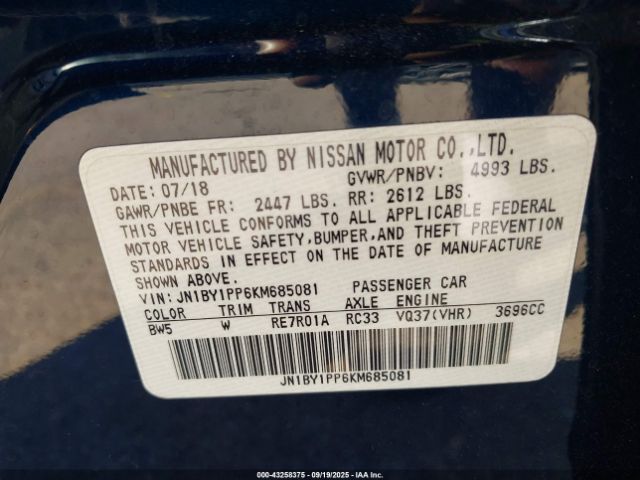 MANUFACTURED BY NISSAN MOTOR CO.,LTD.
DATE: 07/18 GVWR/PNBV: 4993 LBS.
GAWR/PNBE FR: 2447 LBS. RR: 2612 LBS.
THIS VEHICLE CONFORMS TO ALL APPLICABLE FEDERAL
MOTOR VEHICLE SAFETY,BUMPER,AND THEFT PREVENTION
STANDARDS IN EFFECT ON THE DATE OF MANUFACTURE
SHOWN ABOVE.
VIN: JN1BY1PP6KM685081 PASSENGER CAR
COLOR TRIM TRANS AXLE ENGINE
BW5 W RE7R01A RC33 VQ37(VHR) 3696CC
JN1BY1PP6KM685081
000-43258375 - 09/19/2025 - IAA Inc.